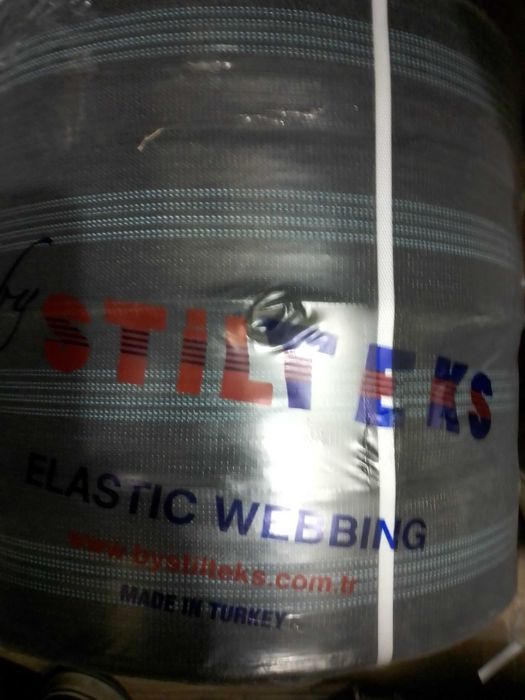 by
STILTEKS
ELASTIC WEBBING
www.bystilteks.com.tr
MADE IN TURKEY